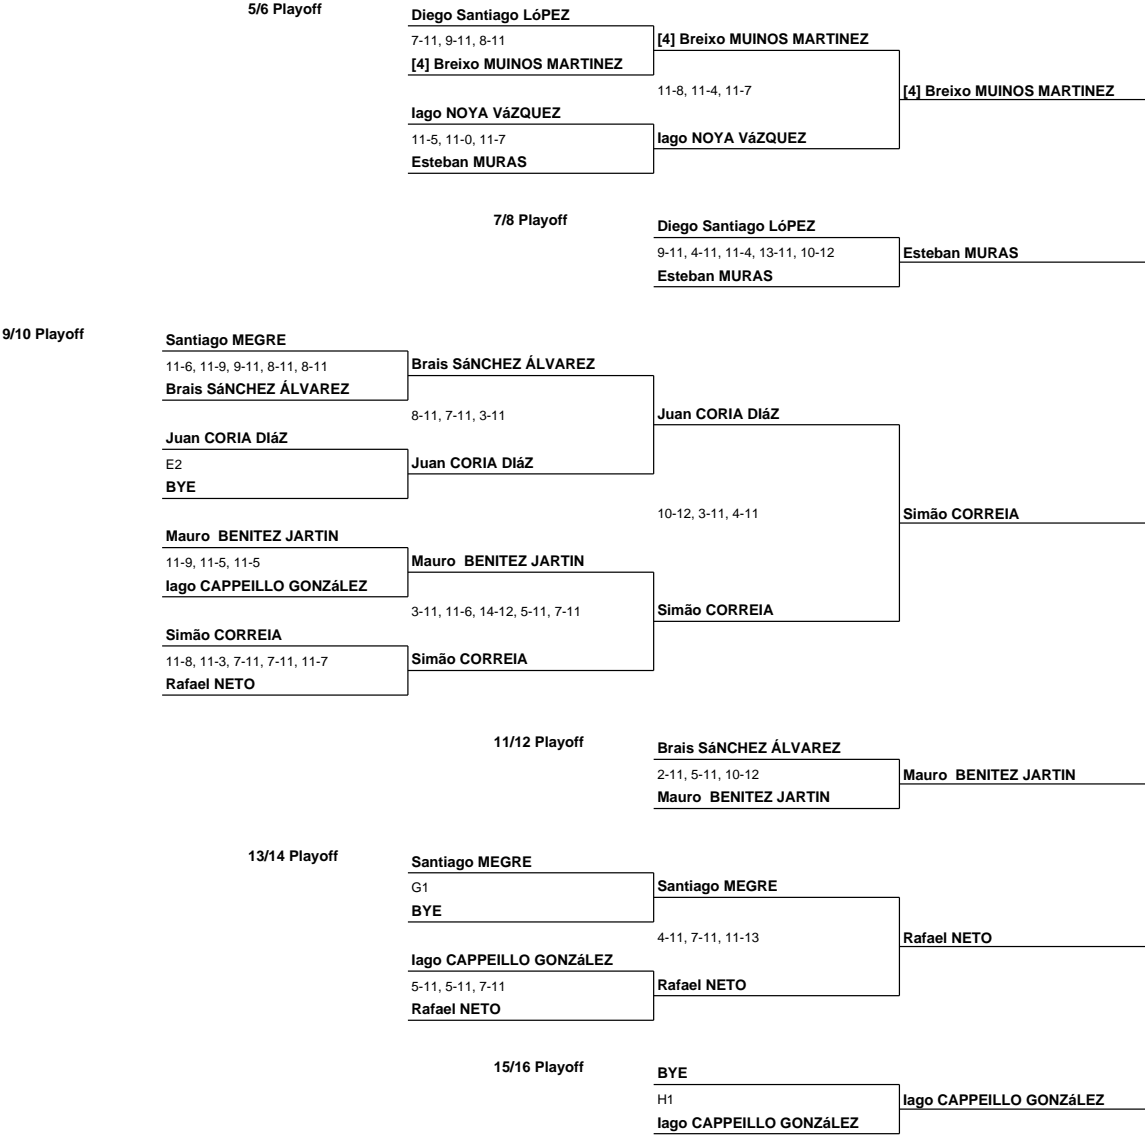 5/6 Playoff
Diego Santiago LóPEZ
7-11, 9-11, 8-11
[4] Breixo MUINOS MARTINEZ
[4] Breixo MUINOS MARTINEZ
11-8, 11-4, 11-7
[4] Breixo MUINOS MARTINEZ
Iago NOYA VáZQUEZ
11-5, 11-0, 11-7
Iago NOYA VáZQUEZ
Esteban MURAS
7/8 Playoff
Diego Santiago LóPEZ
9-11, 4-11, 11-4, 13-11, 10-12
Esteban MURAS
Esteban MURAS
9/10 Playoff
Santiago MEGRE
11-6, 11-9, 9-11, 8-11, 8-11
Brais SáNCHEZ ÁLVAREZ
Brais SáNCHEZ ÁLVAREZ
8-11, 7-11, 3-11
Juan CORIA DIáZ
Juan CORIA DIáZ
E2
Juan CORIA DIáZ
BYE
10-12, 3-11, 4-11
Simão CORREIA
Mauro  BENITEZ JARTIN
11-9, 11-5, 11-5
Mauro  BENITEZ JARTIN
Iago CAPPEILLO GONZáLEZ
3-11, 11-6, 14-12, 5-11, 7-11
Simão CORREIA
Simão CORREIA
11-8, 11-3, 7-11, 7-11, 11-7
Simão CORREIA
Rafael NETO
11/12 Playoff
Brais SáNCHEZ ÁLVAREZ
2-11, 5-11, 10-12
Mauro  BENITEZ JARTIN
Mauro  BENITEZ JARTIN
13/14 Playoff
Santiago MEGRE
G1
Santiago MEGRE
BYE
4-11, 7-11, 11-13
Rafael NETO
Iago CAPPEILLO GONZáLEZ
5-11, 5-11, 7-11
Rafael NETO
Rafael NETO
15/16 Playoff
BYE
H1
Iago CAPPEILLO GONZáLEZ
Iago CAPPEILLO GONZáLEZ